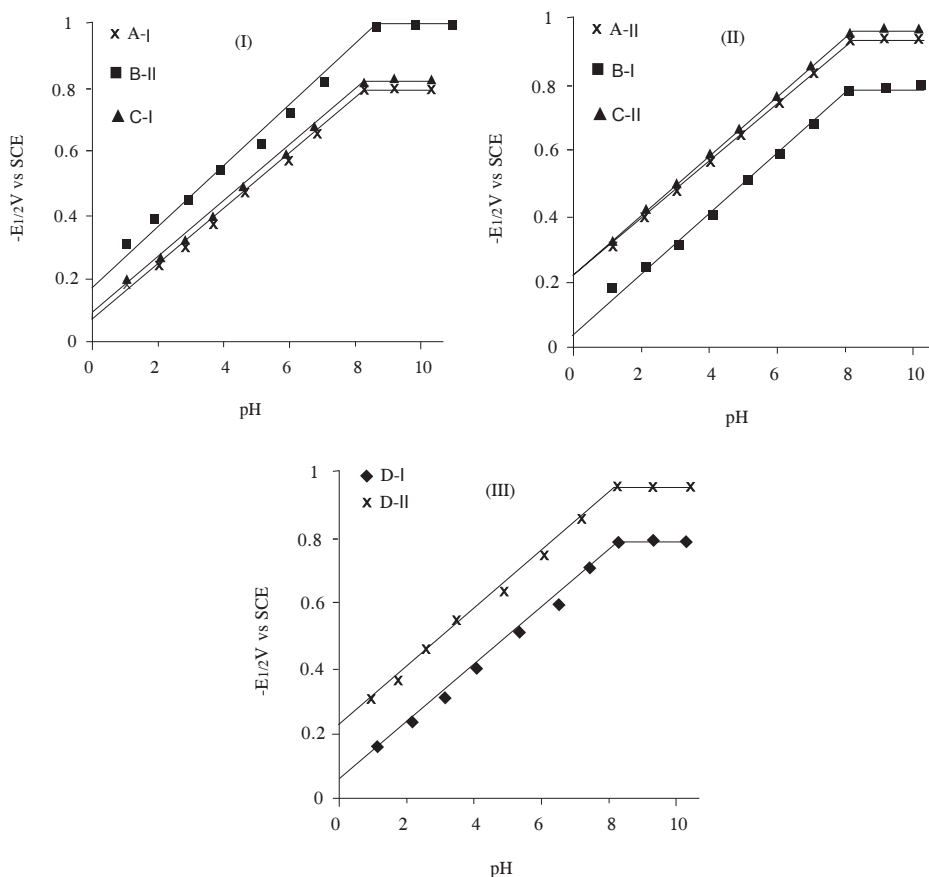 1
A-I
(I)
B-II
C-I
0.8
0.6
0.4
0.2
0
-E1/2V vs SCE
0 2 4 6 8 10
pH
1
A-II
(II)
B-I
C-II
0.8
0.6
0.4
0.2
0
-E1/2V vs SCE
0 2 4 6 8 10
pH
1
D-I
D-II
(III)
0.8
0.6
0.4
0.2
0
-E1/2V vs SCE
0 2 4 6 8 10
pH